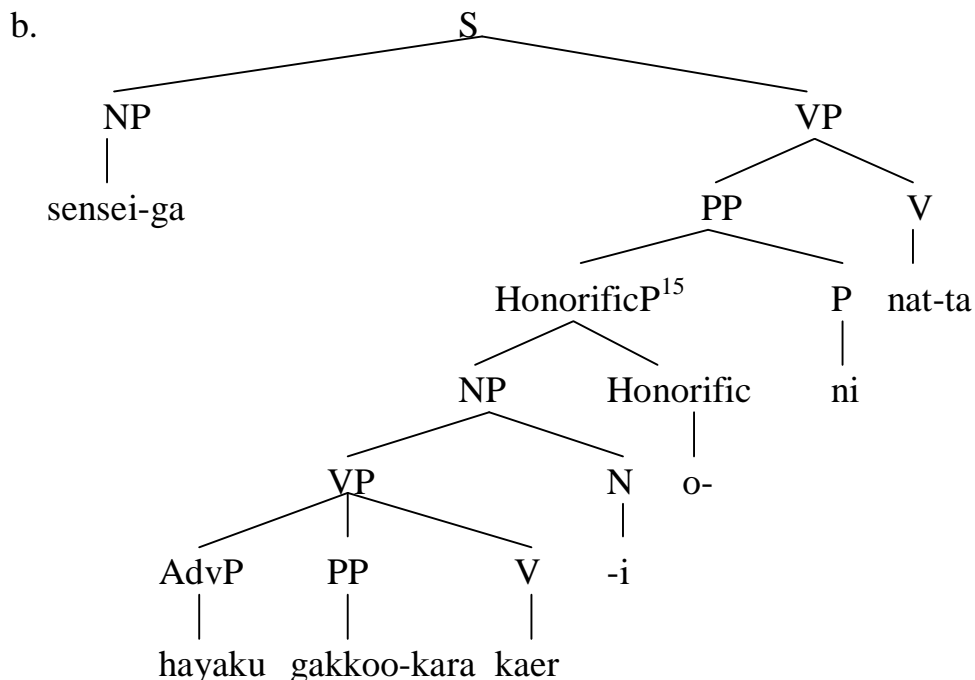 b. S
NP VP
sensei-ga PP V
HonorificP15 P nat-ta
NP Honorific ni
VP N o-
AdvP PP V -i
hayaku gakkoo-kara kaer